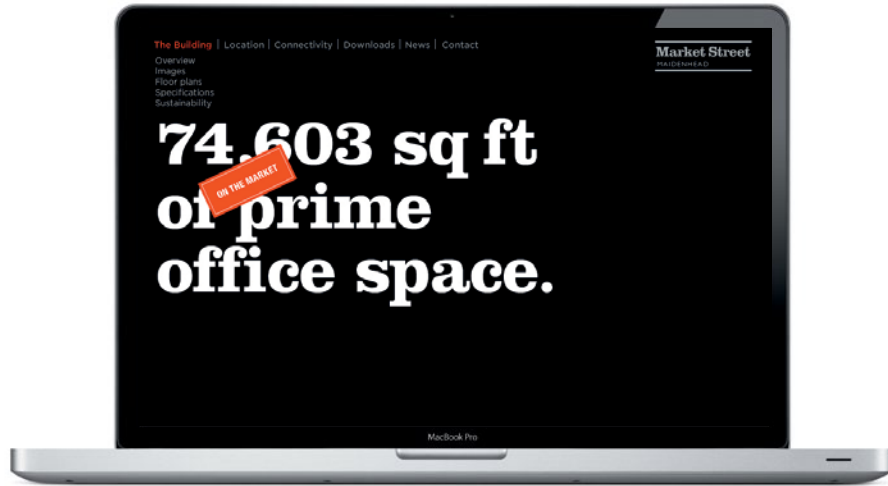 The Building | Location | Connectivity | Downloads | News | Contact
Overview
Images
Floor plans
Specifications
Sustainability
Market Street
MAIDENHEAD
74,603 sq ft
ON THE MARKET
of prime
office space.
MacBook Pro